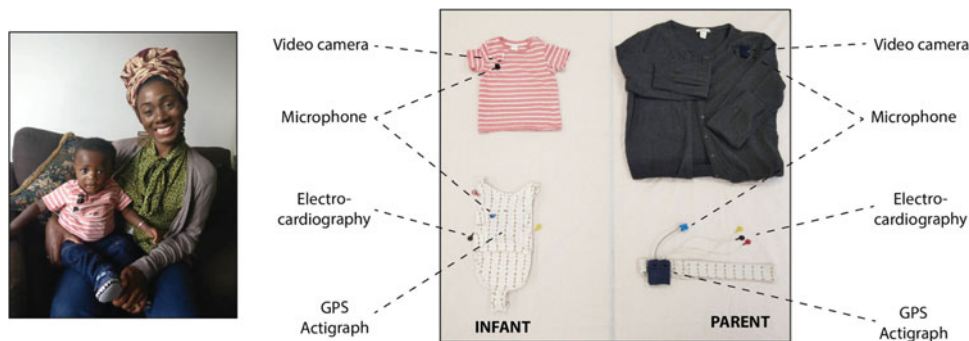 Video camera
Microphone
Electro-
cardiography
GPS
Actigraph
INFANT
PARENT
Video camera
Microphone
Electro-
cardiography
GPS
Actigraph